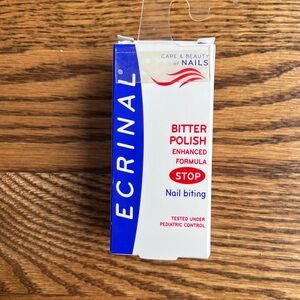 ECRINAL®
CARE & BEAUTY
OF NAILS
BITTER
POLISH
ENHANCED
FORMULA
STOP
Nail biting
TESTED UNDER
PEDIATRIC CONTROL